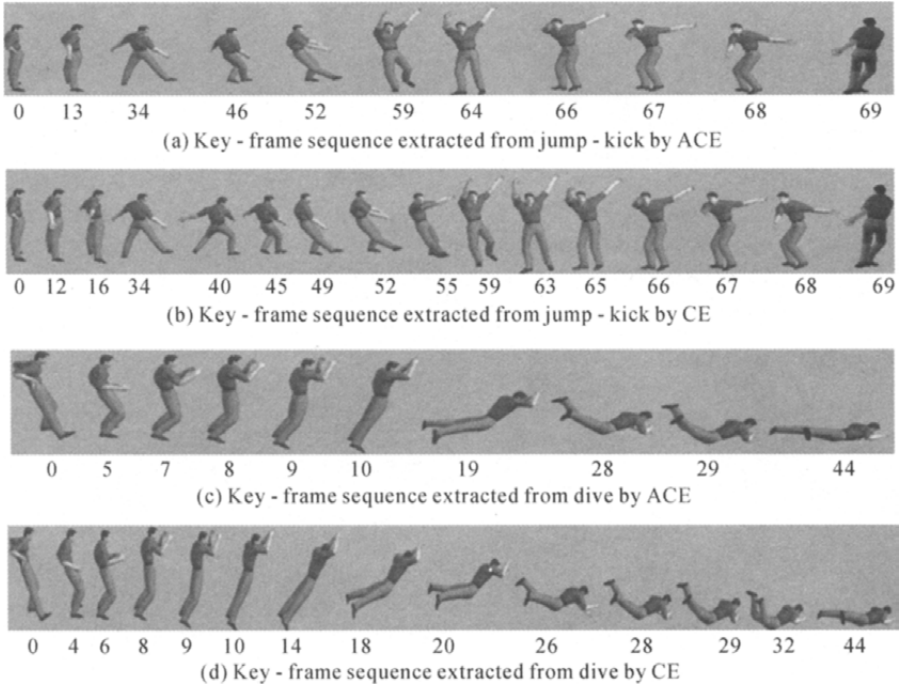 0 13 34 46 52 59 64 66 67 68 69
(a) Key - frame sequence extracted from jump - kick by ACE
0 12 16 34 40 45 49 52 55 59 63 65 66 67 68 69
(b) Key - frame sequence extracted from jump - kick by CE
0 5 7 8 9 10 19 28 29 44
(c) Key - frame sequence extracted from dive by ACE
0 4 6 8 9 10 14 18 20 26 28 29 32 44
(d) Key - frame sequence extracted from dive by CE